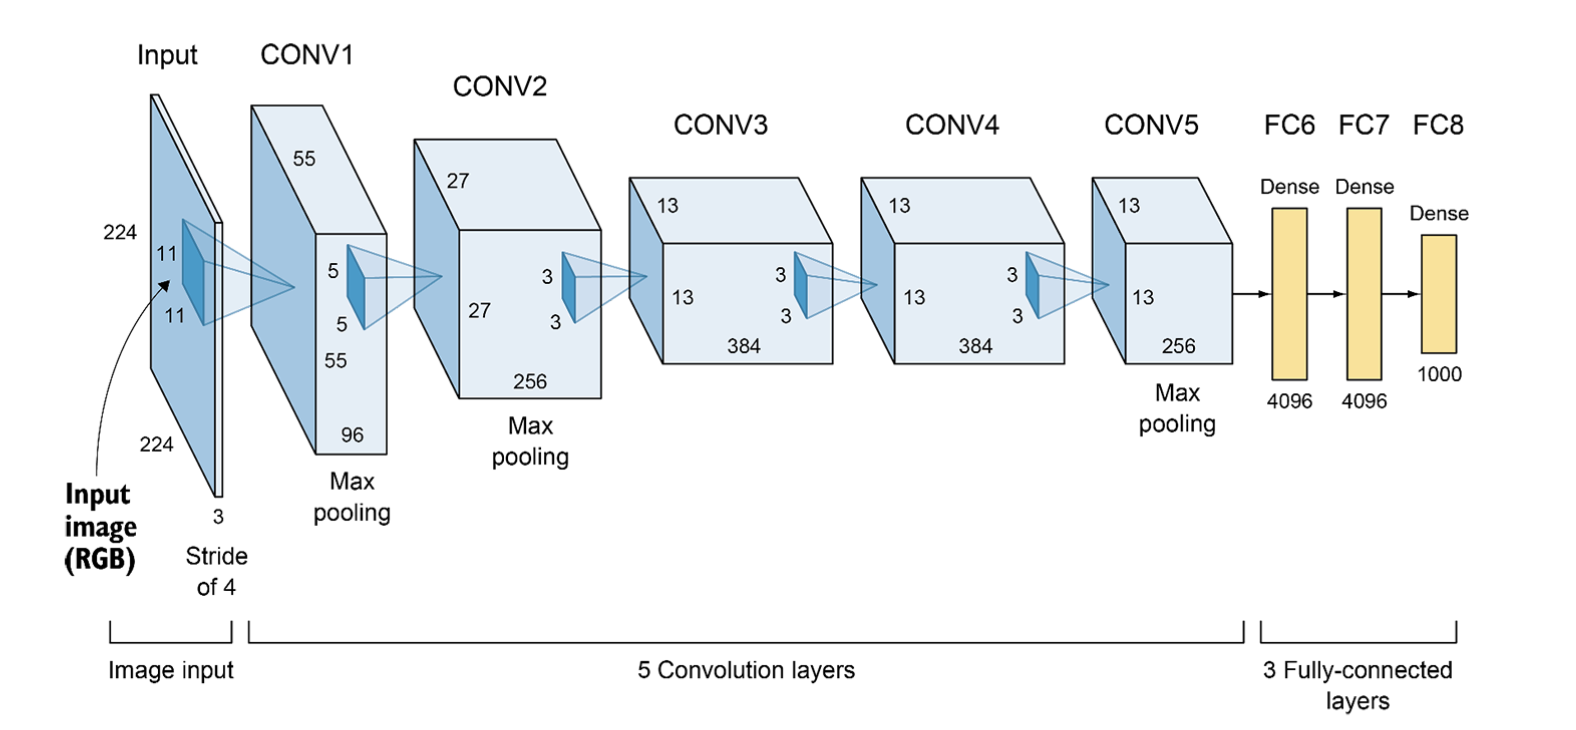 Input
CONV1
CONV2
CONV3
CONV4
CONV5
FC6
FC7
FC8
224
11
11
224
3
Stride
of 4
Input
image
(RGB)
55
5
5
55
96
Max
pooling
27
3
27
3
256
Max
pooling
13
3
13
3
384
13
3
13
3
384
13
13
256
Max
pooling
Dense
4096
Dense
4096
Dense
1000
Image input
5 Convolution layers
3 Fully-connected
layers